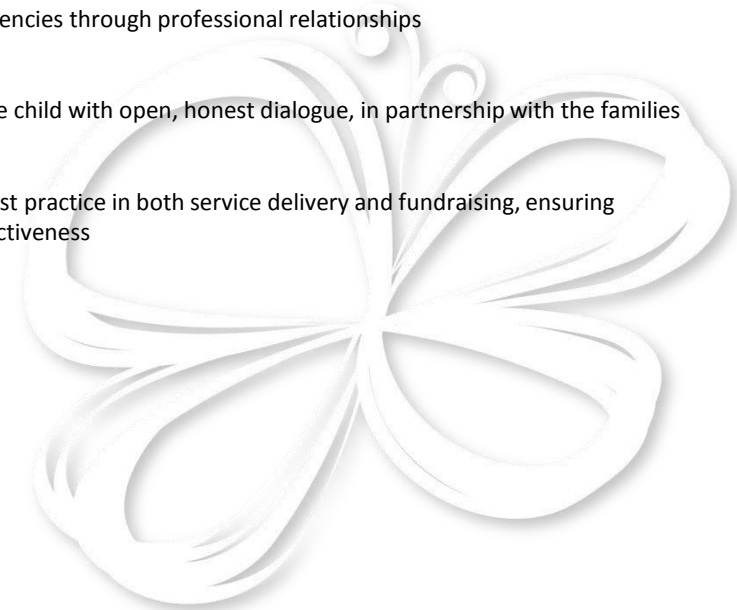 encies through professional relationships
e child with open, honest dialogue, in partnership with the families
st practice in both service delivery and fundraising, ensuring
ctiveness